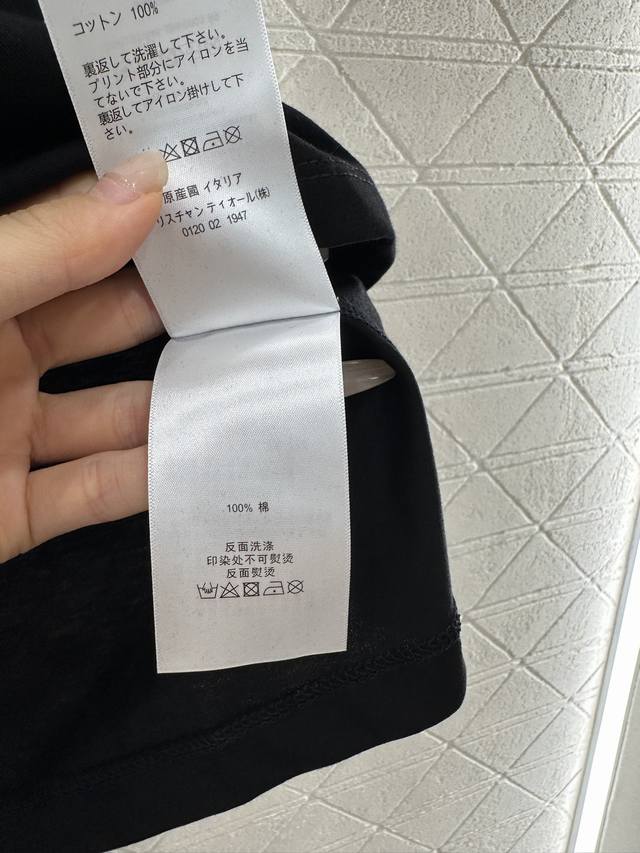 コットン 100%
裏返して洗濯して下さい。
プリント部分にアイロンを当
てないで下さい。
裏返してアイロン掛けして下
さい。
原産國 イタリア
リスチャン ディオール(株)
0120 02 1947
100% 棉
反面洗涤
印染处不可熨烫
反面熨烫